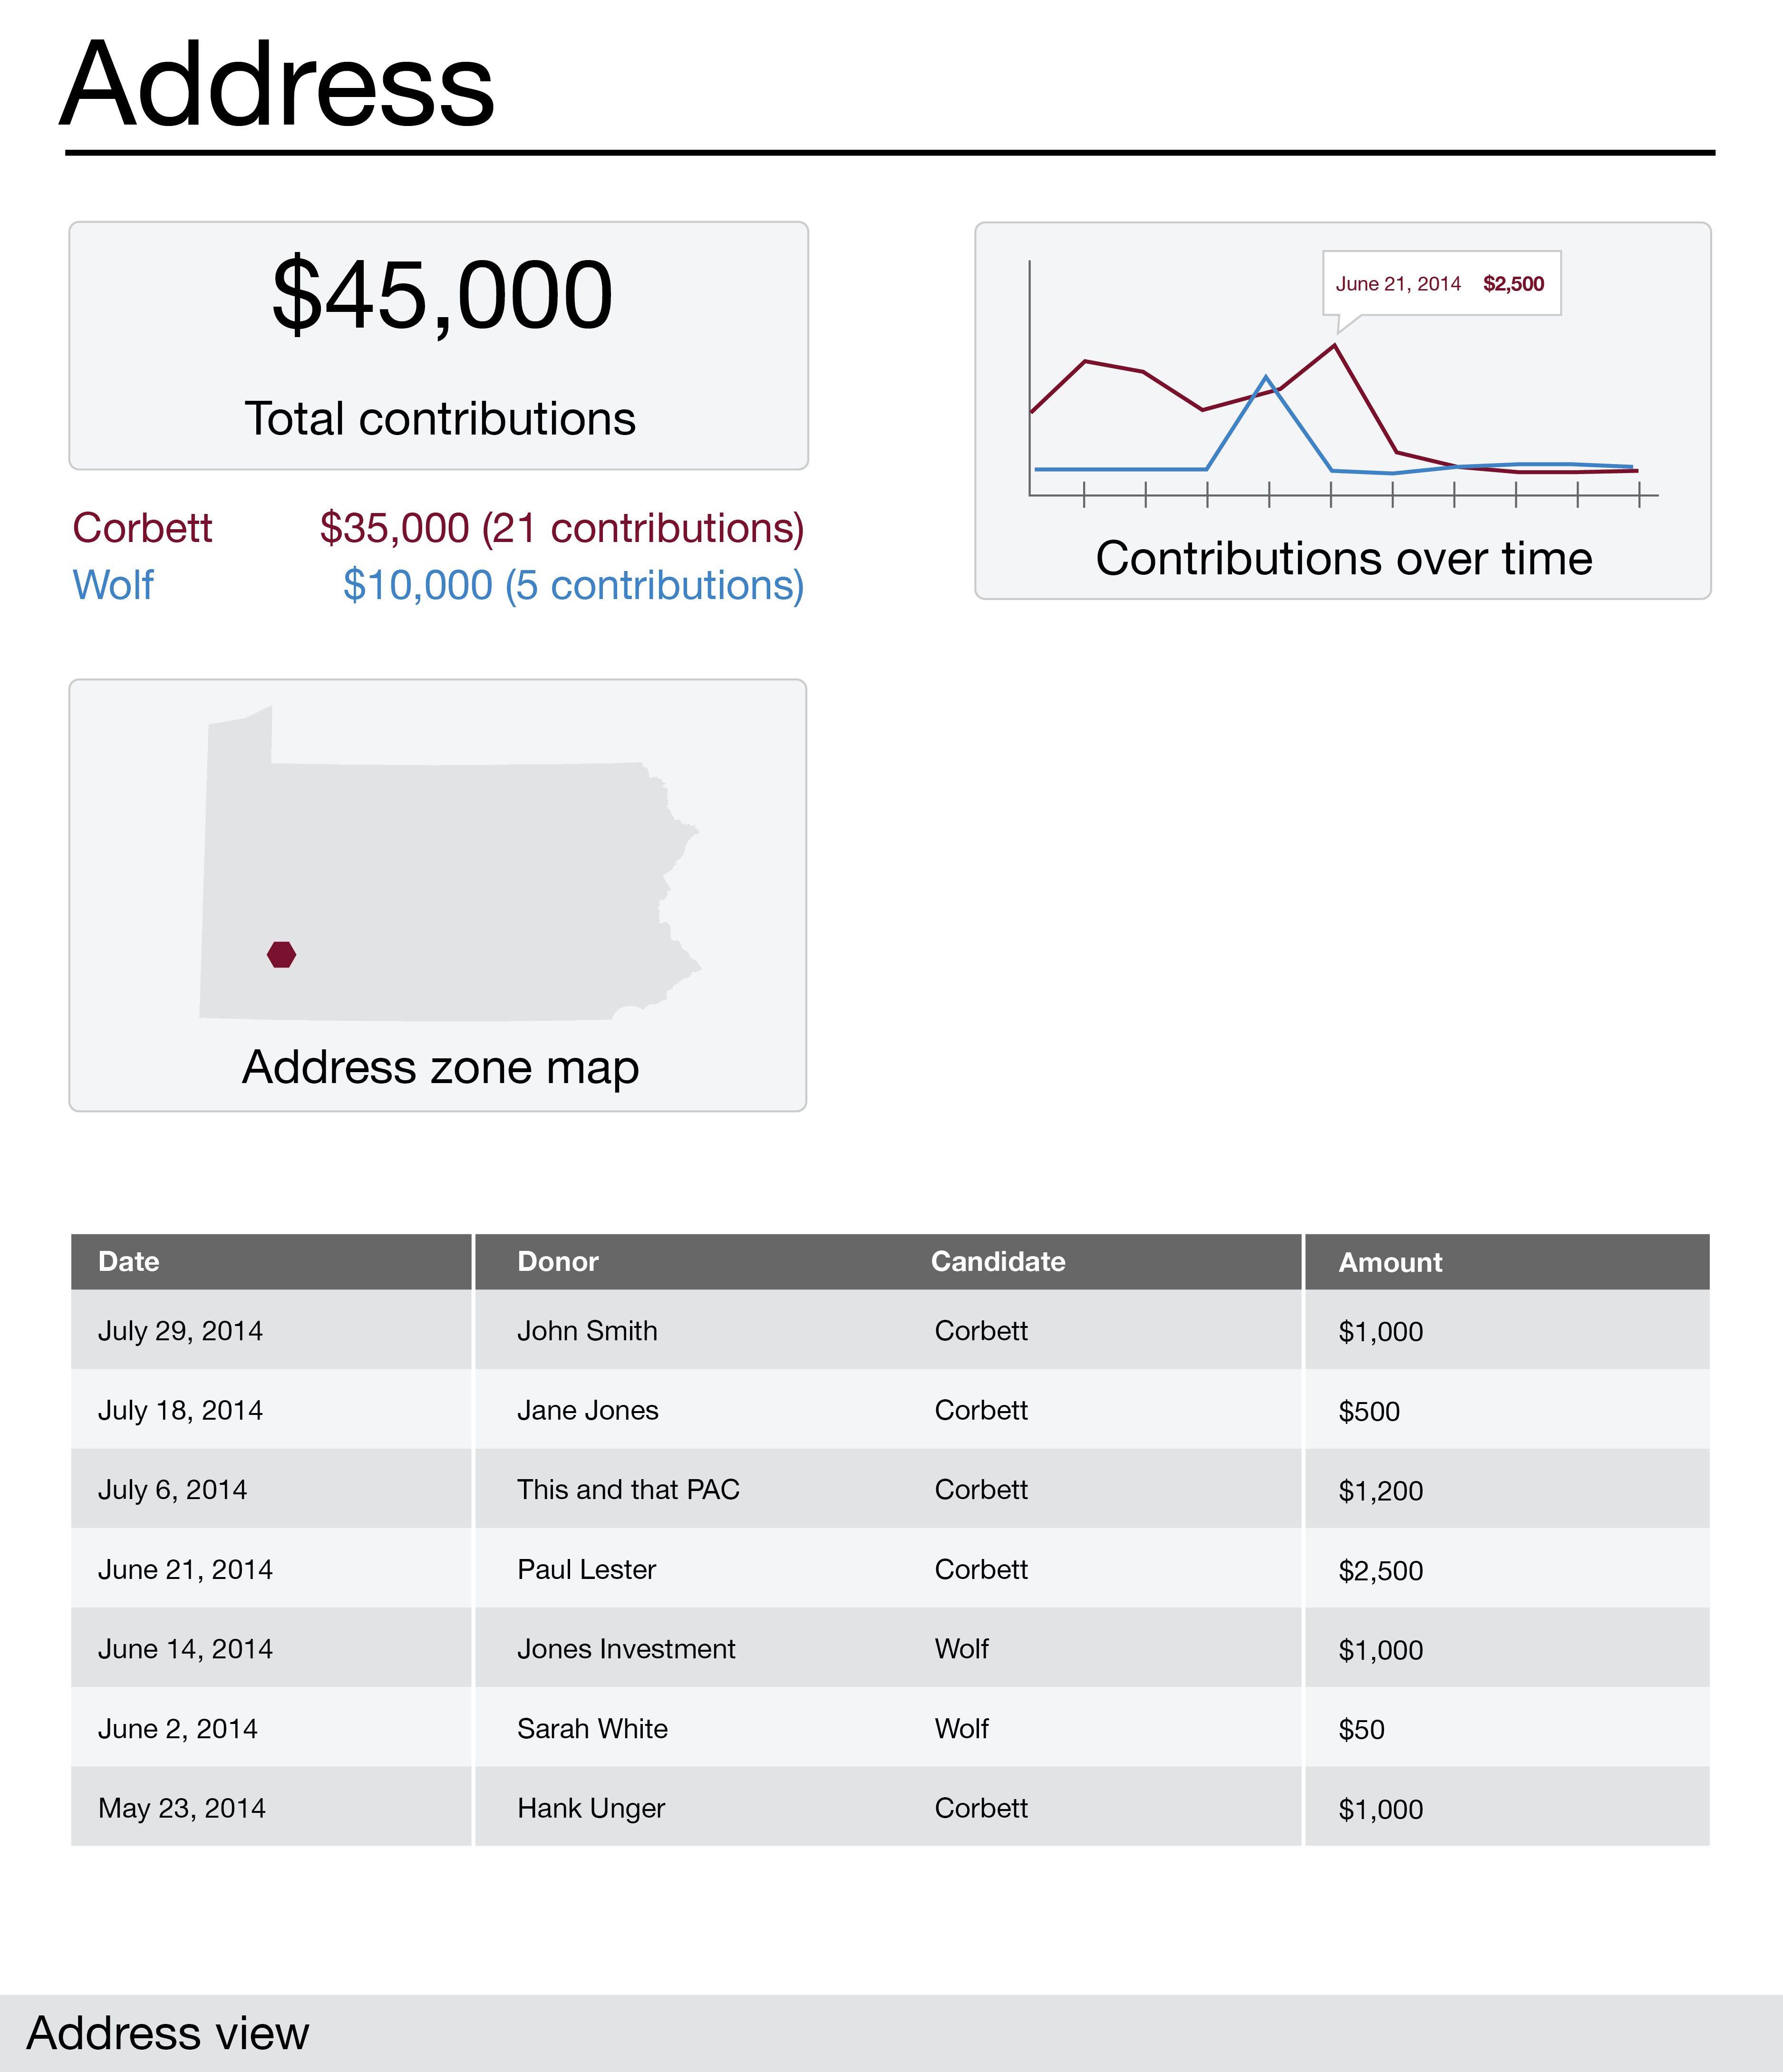 Address
$45,000
Total contributions
Corbett $35,000 (21 contributions)
Wolf $10,000 (5 contributions)
June 21, 2014 $2,500
Contributions over time
Address zone map
Date Donor Candidate Amount
July 29, 2014 John Smith Corbett $1,000
July 18, 2014 Jane Jones Corbett $500
July 6, 2014 This and that PAC Corbett $1,200
June 21, 2014 Paul Lester Corbett $2,500
June 14, 2014 Jones Investment Wolf $1,000
June 2, 2014 Sarah White Wolf $50
May 23, 2014 Hank Unger Corbett $1,000
Address view